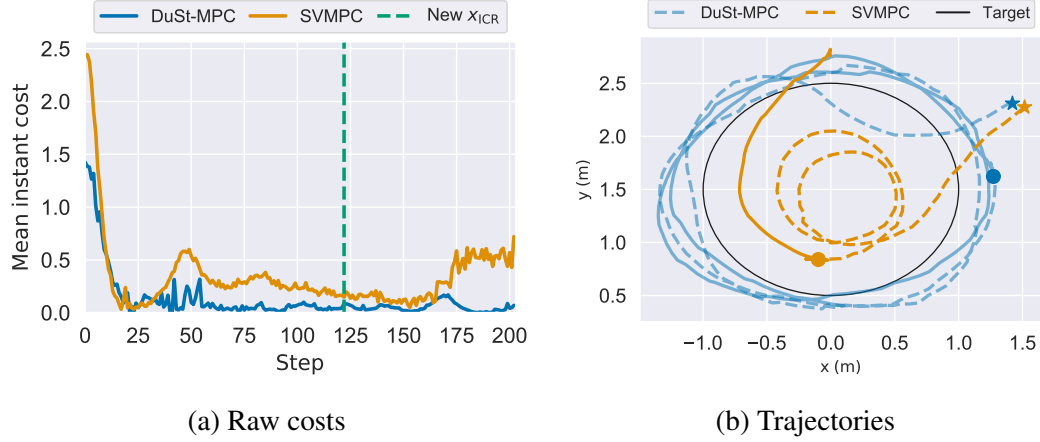 DuSt-MPC SVMPC New x_ICR
Mean instant cost
2.5
2.0
1.5
1.0
0.5
0.0
0 25 50 75 100 125 150 175 200
Step
(a) Raw costs
DuSt-MPC SVMPC Target
y (m)
2.5
2.0
1.5
1.0
0.5
−1.0 −0.5 0.0 0.5 1.0 1.5
x (m)
(b) Trajectories